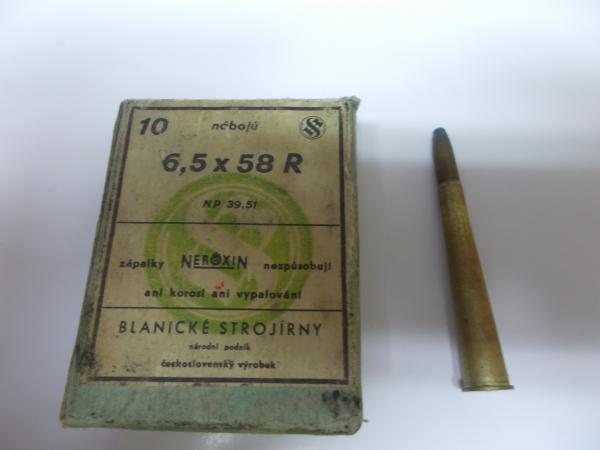 10 nábojů
6,5 x 58 R
NP 39.51
zápalky NEROXIN nezpůsobují
ani korosi ani vypalování
BLANICKÉ STROJÍRNY
národní podnik
československý výrobek